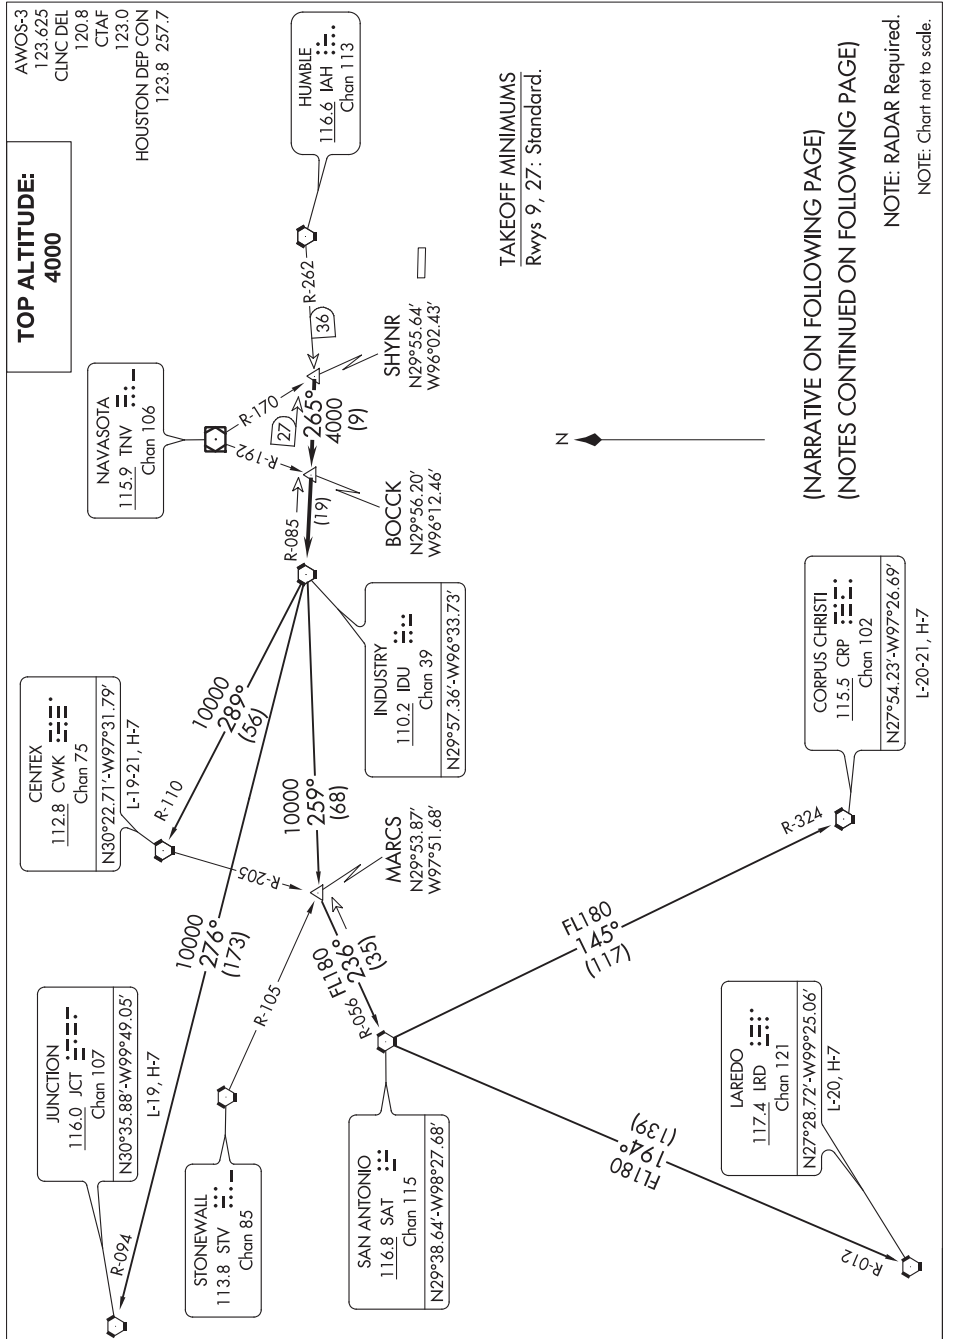 AWOS-3
123.625
CLNC DEL
120.8
CTAF
123.0
HOUSTON DEP CON
123.8 257.7
TOP ALTITUDE:
4000
HUMBLE
116.6 IAH
Chan 113
R-262
36
SHYNR
N29°55.64'
W96°02.43'
NAVASOTA
115.9 TNV
Chan 106
R-170
R-192
27
265°
4000
(9)
BOCCK
N29°56.20'
W96°12.46'
R-085
(19)
INDUSTRY
110.2 IDU
Chan 39
N29°57.36'-W96°33.73'
CENTEX
112.8 CWK
Chan 75
N30°22.71'-W97°31.79'
L-19-21, H-7
R-110
10000
289°
(56)
R-205
10000
259°
(68)
MARCS
N29°53.87'
W97°51.68'
10000
276°
(173)
JUNCTION
116.0 JCT
Chan 107
N30°35.88'-W99°49.05'
L-19, H-7
R-094
STONEWALL
113.8 STV
Chan 85
R-105
FL180
236°
(35)
R-056
SAN ANTONIO
116.8 SAT
Chan 115
N29°38.64'-W98°27.68'
FL180
145°
(117)
R-324
CORPUS CHRISTI
115.5 CRP
Chan 102
N27°54.23'-W97°26.69'
L-20-21, H-7
FL180
194°
(139)
R-012
LAREDO
117.4 LRD
Chan 121
N27°28.72'-W99°25.06'
L-20, H-7
N
TAKEOFF MINIMUMS
Rwys 9, 27: Standard.
(NARRATIVE ON FOLLOWING PAGE)
(NOTES CONTINUED ON FOLLOWING PAGE)
NOTE: RADAR Required.
NOTE: Chart not to scale.